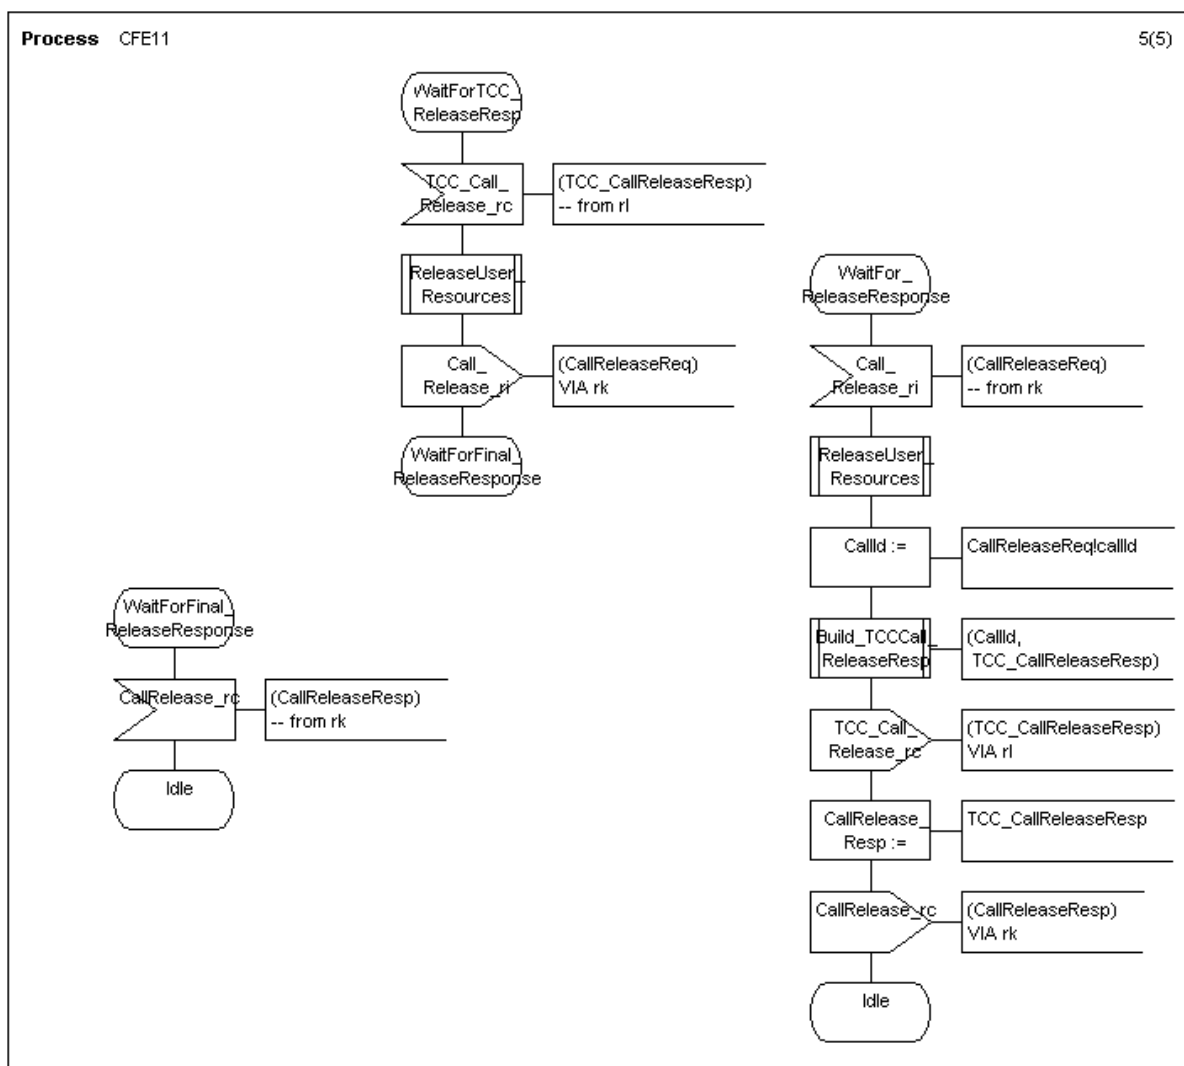 Process CFE11 5(5)
WaitForTCC_
ReleaseResp
TCC_Call_
Release_rc
(TCC_CallReleaseResp)
-- from rl
ReleaseUser_
Resources
Call_
Release_ri
(CallReleaseReq)
VIA rk
WaitForFinal_
ReleaseResponse
WaitForFinal_
ReleaseResponse
CallRelease_rc
(CallReleaseResp)
-- from rk
Idle
WaitFor_
ReleaseResponse
Call_
Release_ri
(CallReleaseReq)
-- from rk
ReleaseUser_
Resources
CallId :=
CallReleaseReq!callId
Build_TCCCall_
ReleaseResp
(CallId,
TCC_CallReleaseResp)
TCC_Call_
Release_rc
(TCC_CallReleaseResp)
VIA rl
CallRelease_
Resp :=
TCC_CallReleaseResp
CallRelease_rc
(CallReleaseResp)
VIA rk
Idle